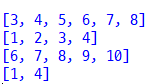 [3, 4, 5, 6, 7, 8]
[1, 2, 3, 4]
[6, 7, 8, 9, 10]
[1, 4]